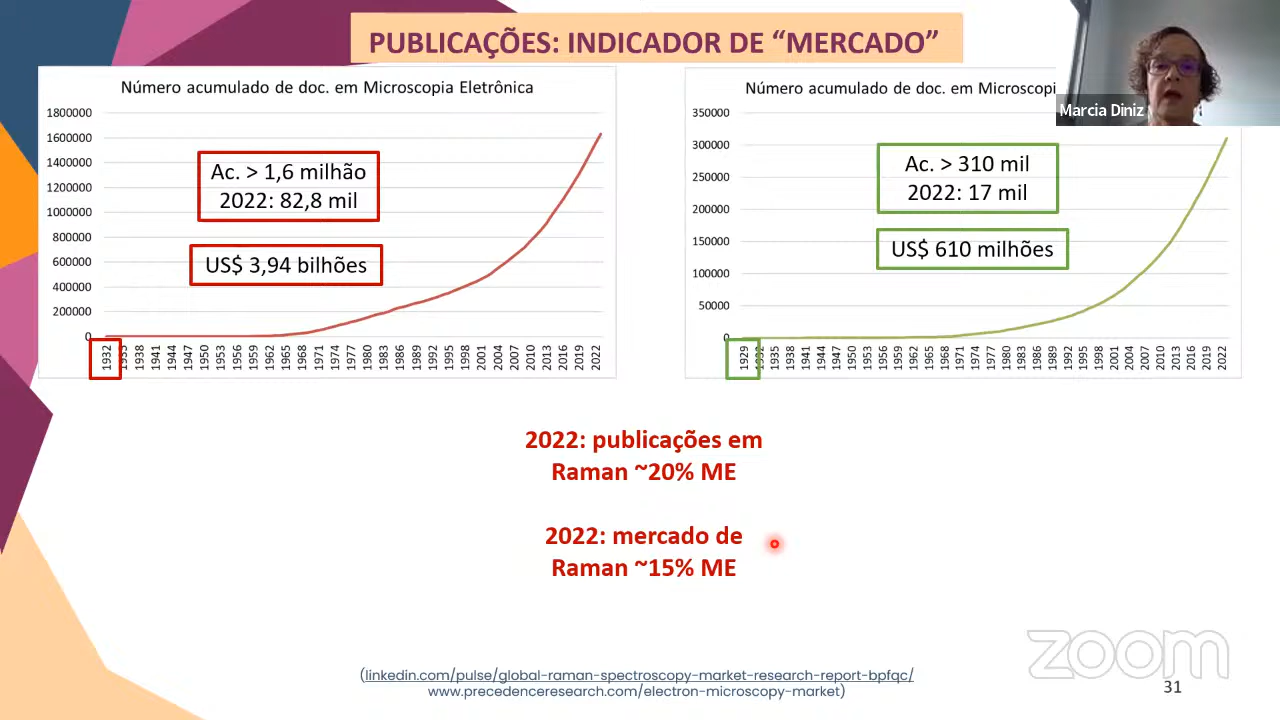 PUBLICAÇÕES: INDICADOR DE “MERCADO”
Número acumulado de doc. em Microscopia Eletrônica
1800000
1600000
1400000
1200000
1000000
800000
600000
400000
200000
0
Ac. > 1,6 milhão
2022: 82,8 mil
US$ 3,94 bilhões
1932 1935 1938 1941 1944 1947 1950 1953 1956 1959 1962 1965 1968 1971 1974 1977 1980 1983 1986 1989 1992 1995 1998 2001 2004 2007 2010 2013 2016 2019 2022
Número acumulado de doc. em Microscopi
Marcia Diniz
350000
300000
250000
200000
150000
100000
50000
0
Ac. > 310 mil
2022: 17 mil
US$ 610 milhões
1929 1932 1935 1938 1941 1944 1947 1950 1953 1956 1959 1962 1965 1968 1971 1974 1977 1980 1983 1986 1989 1992 1995 1998 2001 2004 2007 2010 2013 2016 2019 2022
2022: publicações em
Raman ~20% ME
2022: mercado de
Raman ~15% ME
zoom
(linkedin.com/pulse/global-raman-spectroscopy-market-research-report-bpfqc/
www.precedenceresearch.com/electron-microscopy-market)
31